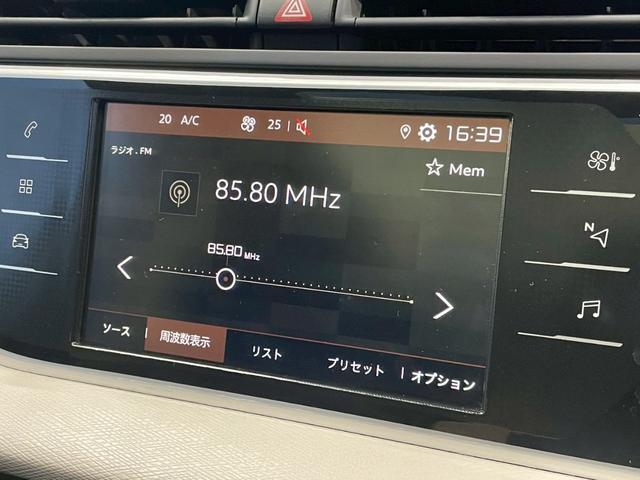 20 A/C 25 16:39
ラジオ.FM
Mem
85.80 MHz
85.80 MHz
ソース 周波数表示 リスト プリセット オプション
N